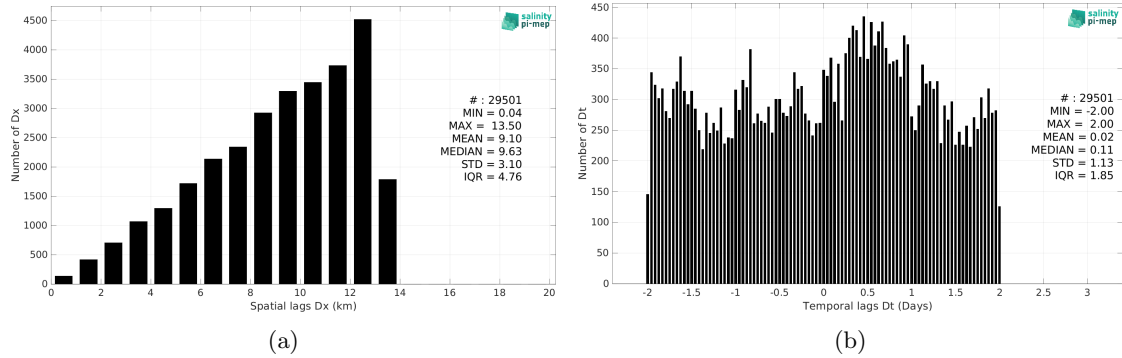 4500
4000
3500
3000
2500
2000
1500
1000
500
0
Number of Dx
salinity
pi-mep
# : 29501
MIN = 0.04
MAX = 13.50
MEAN = 9.10
MEDIAN = 9.63
STD = 3.10
IQR = 4.76
0 2 4 6 8 10 12 14 16 18 20
Spatial lags Dx (km)
(a)
450
400
350
300
250
200
150
100
50
0
Number of Dt
salinity
pi-mep
# : 29501
MIN = -2.00
MAX = 2.00
MEAN = 0.02
MEDIAN = 0.11
STD = 1.13
IQR = 1.85
-2 -1.5 -1 -0.5 0 0.5 1 1.5 2 2.5 3
Temporal lags Dt (Days)
(b)